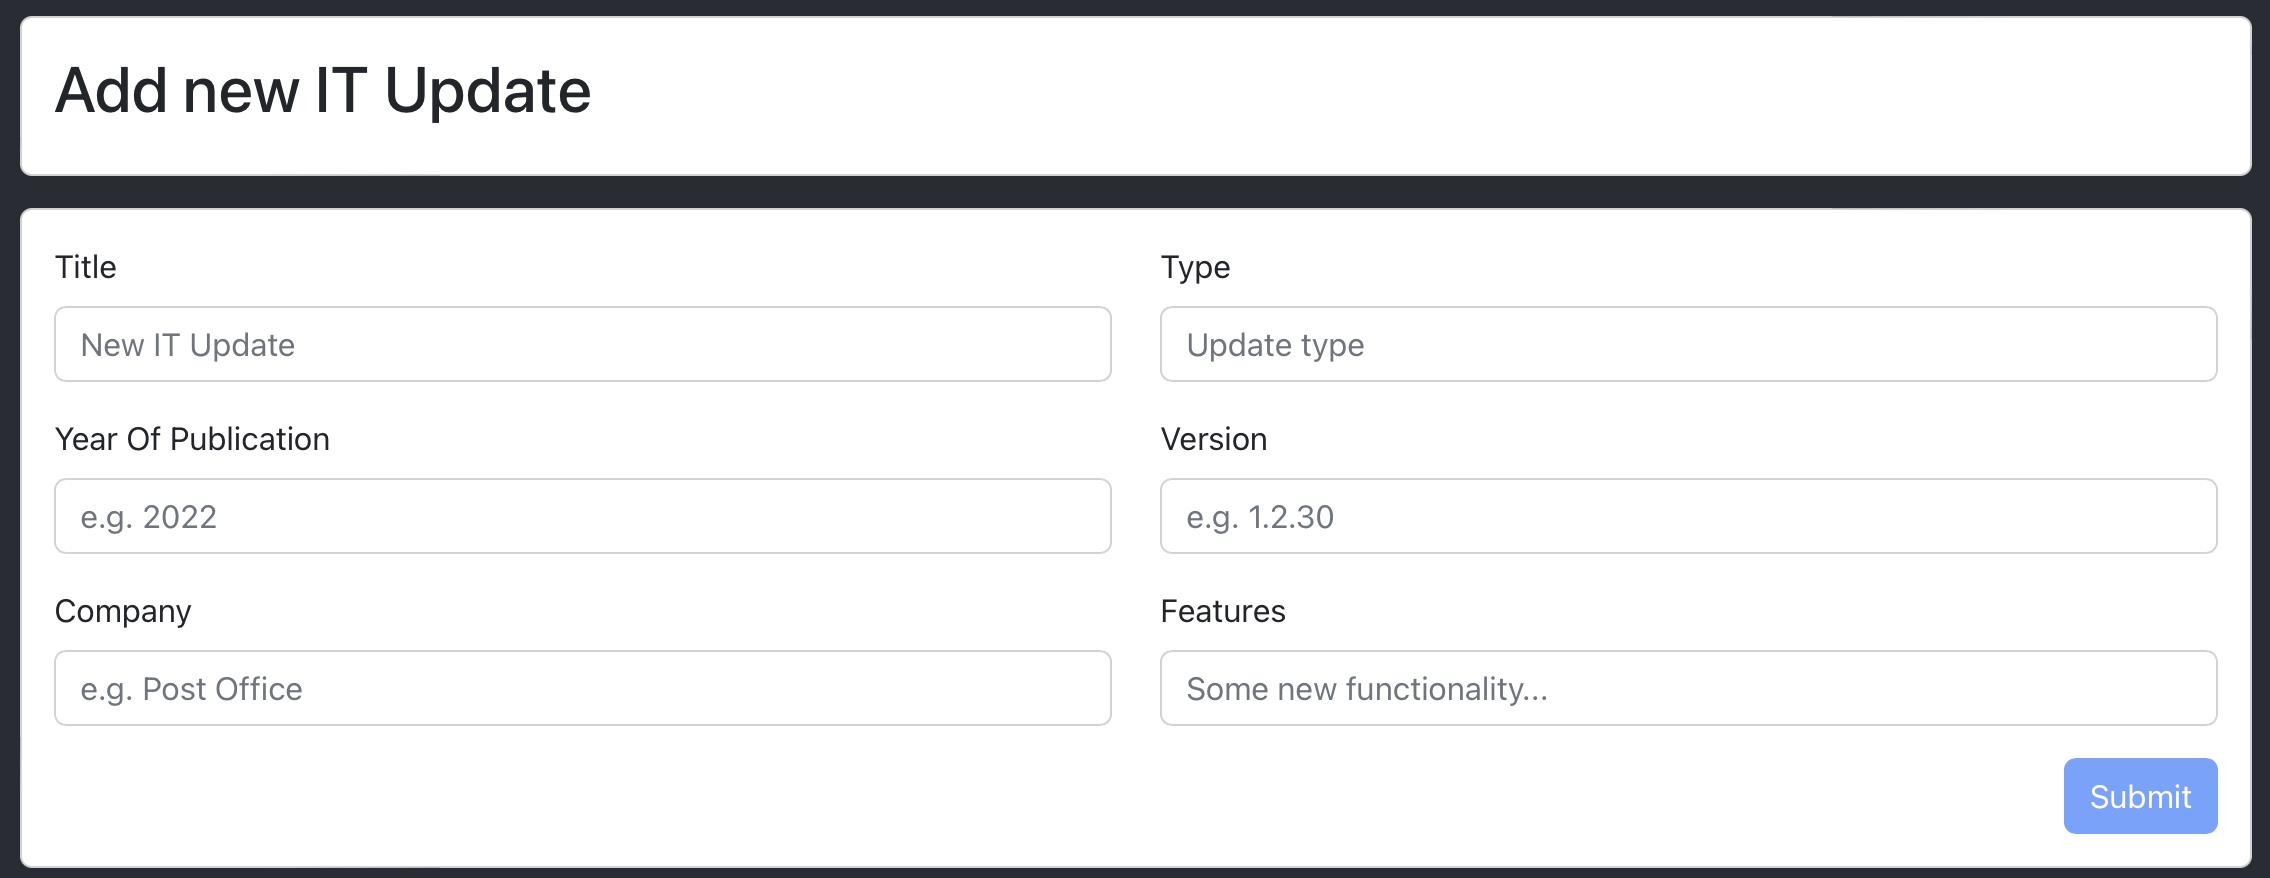 Add new IT Update
Title
Type
New IT Update
Update type
Year Of Publication
Version
e.g. 2022
e.g. 1.2.30
Company
Features
e.g. Post Office
Some new functionality...
Submit